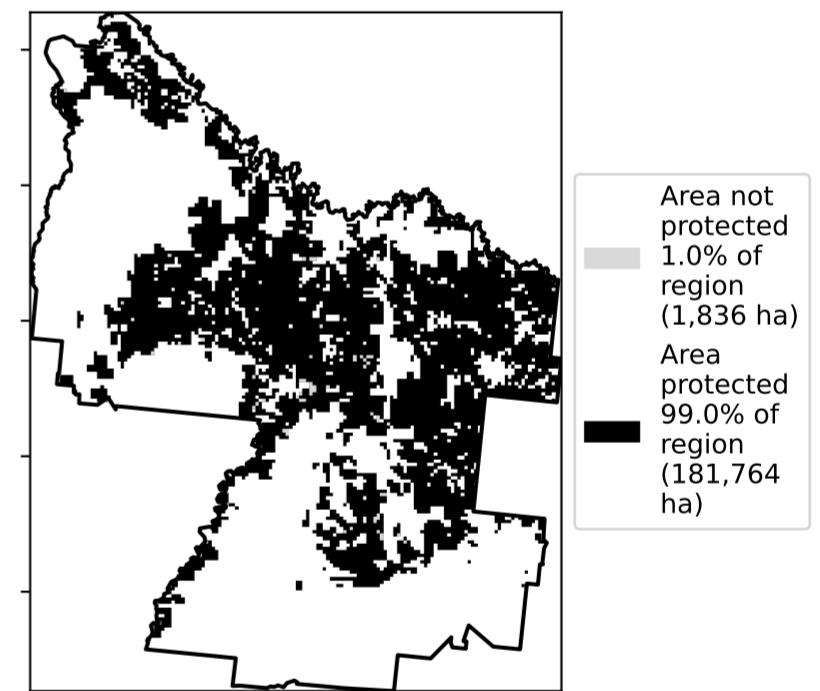 Area not
protected
1.0% of
region
(1,836 ha)
Area
protected
99.0% of
region
(181,764
ha)